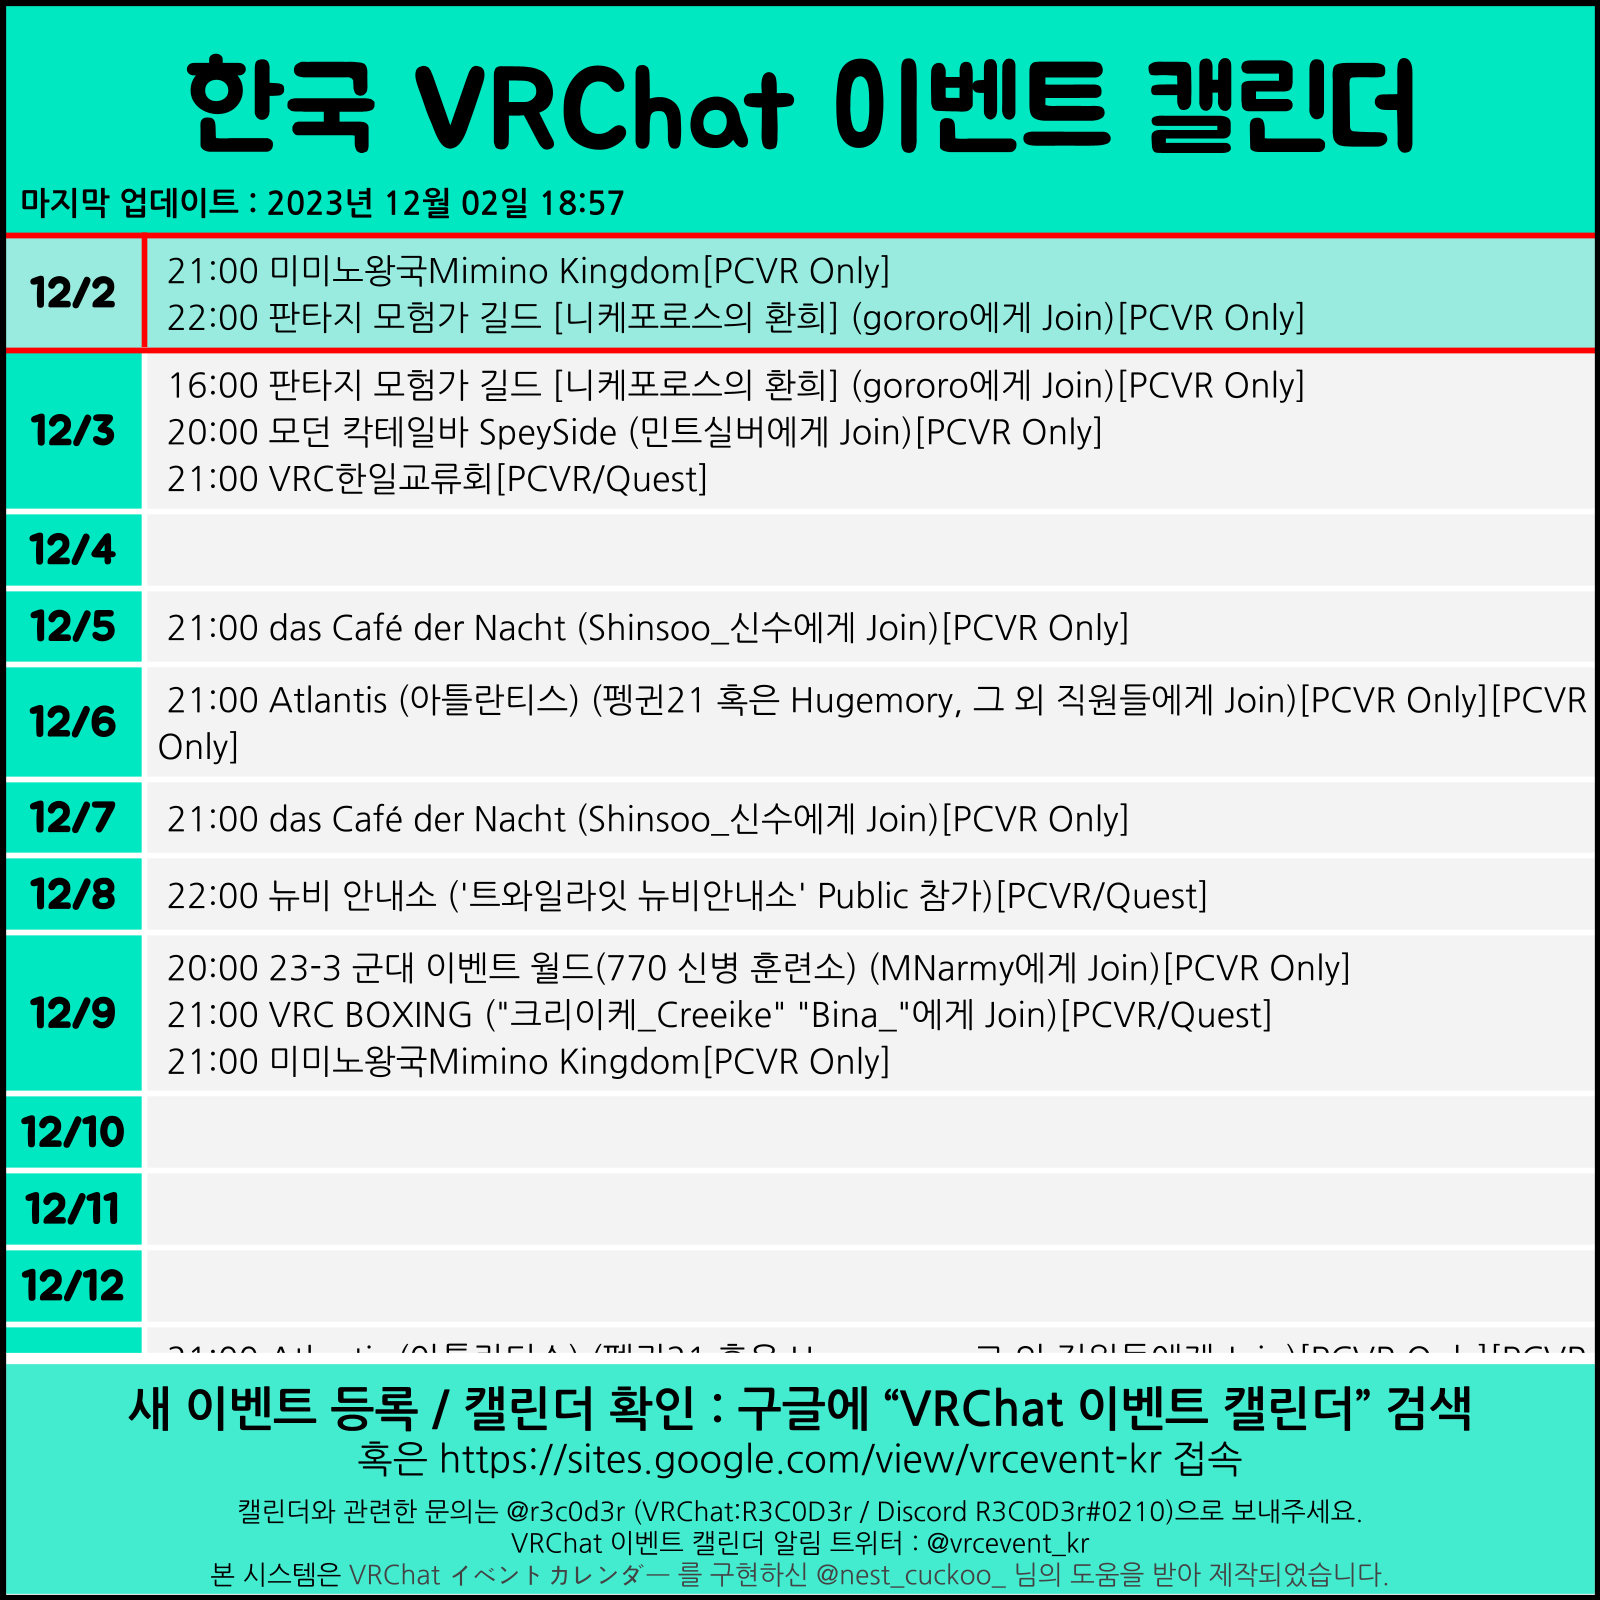 한국 VRChat 이벤트 캘린더
마지막 업데이트 : 2023년 12월 02일 18:57
12/2
21:00 미미노왕국Mimino Kingdom[PCVR Only]
22:00 판타지 모험가 길드 [니케포로스의 환희] (gororo에게 Join)[PCVR Only]
12/3
16:00 판타지 모험가 길드 [니케포로스의 환희] (gororo에게 Join)[PCVR Only]
20:00 모던 칵테일바 SpeySide (민트실버에게 Join)[PCVR Only]
21:00 VRC한일교류회[PCVR/Quest]
12/4
12/5
21:00 das Café der Nacht (Shinsoo_신수에게 Join)[PCVR Only]
12/6
21:00 Atlantis (아틀란티스) (펭귄21 혹은 Hugemory, 그 외 직원들에게 Join)[PCVR Only][PCVR
Only]
12/7
21:00 das Café der Nacht (Shinsoo_신수에게 Join)[PCVR Only]
12/8
22:00 뉴비 안내소 ('트와일라잇 뉴비안내소' Public 참가)[PCVR/Quest]
12/9
20:00 23-3 군대 이벤트 월드(770 신병 훈련소) (MNarmy에게 Join)[PCVR Only]
21:00 VRC BOXING ("크리이케_Creeike" "Bina_"에게 Join)[PCVR/Quest]
21:00 미미노왕국Mimino Kingdom[PCVR Only]
12/10
12/11
12/12
새 이벤트 등록 / 캘린더 확인 : 구글에 “VRChat 이벤트 캘린더” 검색
혹은 https://sites.google.com/view/vrcevent-kr 접속
캘린더와 관련한 문의는 @r3c0d3r (VRChat:R3C0D3r / Discord R3C0D3r#0210)으로 보내주세요.
VRChat 이벤트 캘린더 알림 트위터 : @vrcevent_kr
본 시스템은 VRChat イベントカレンダー 를 구현하신 @nest_cuckoo_ 님의 도움을 받아 제작되었습니다.